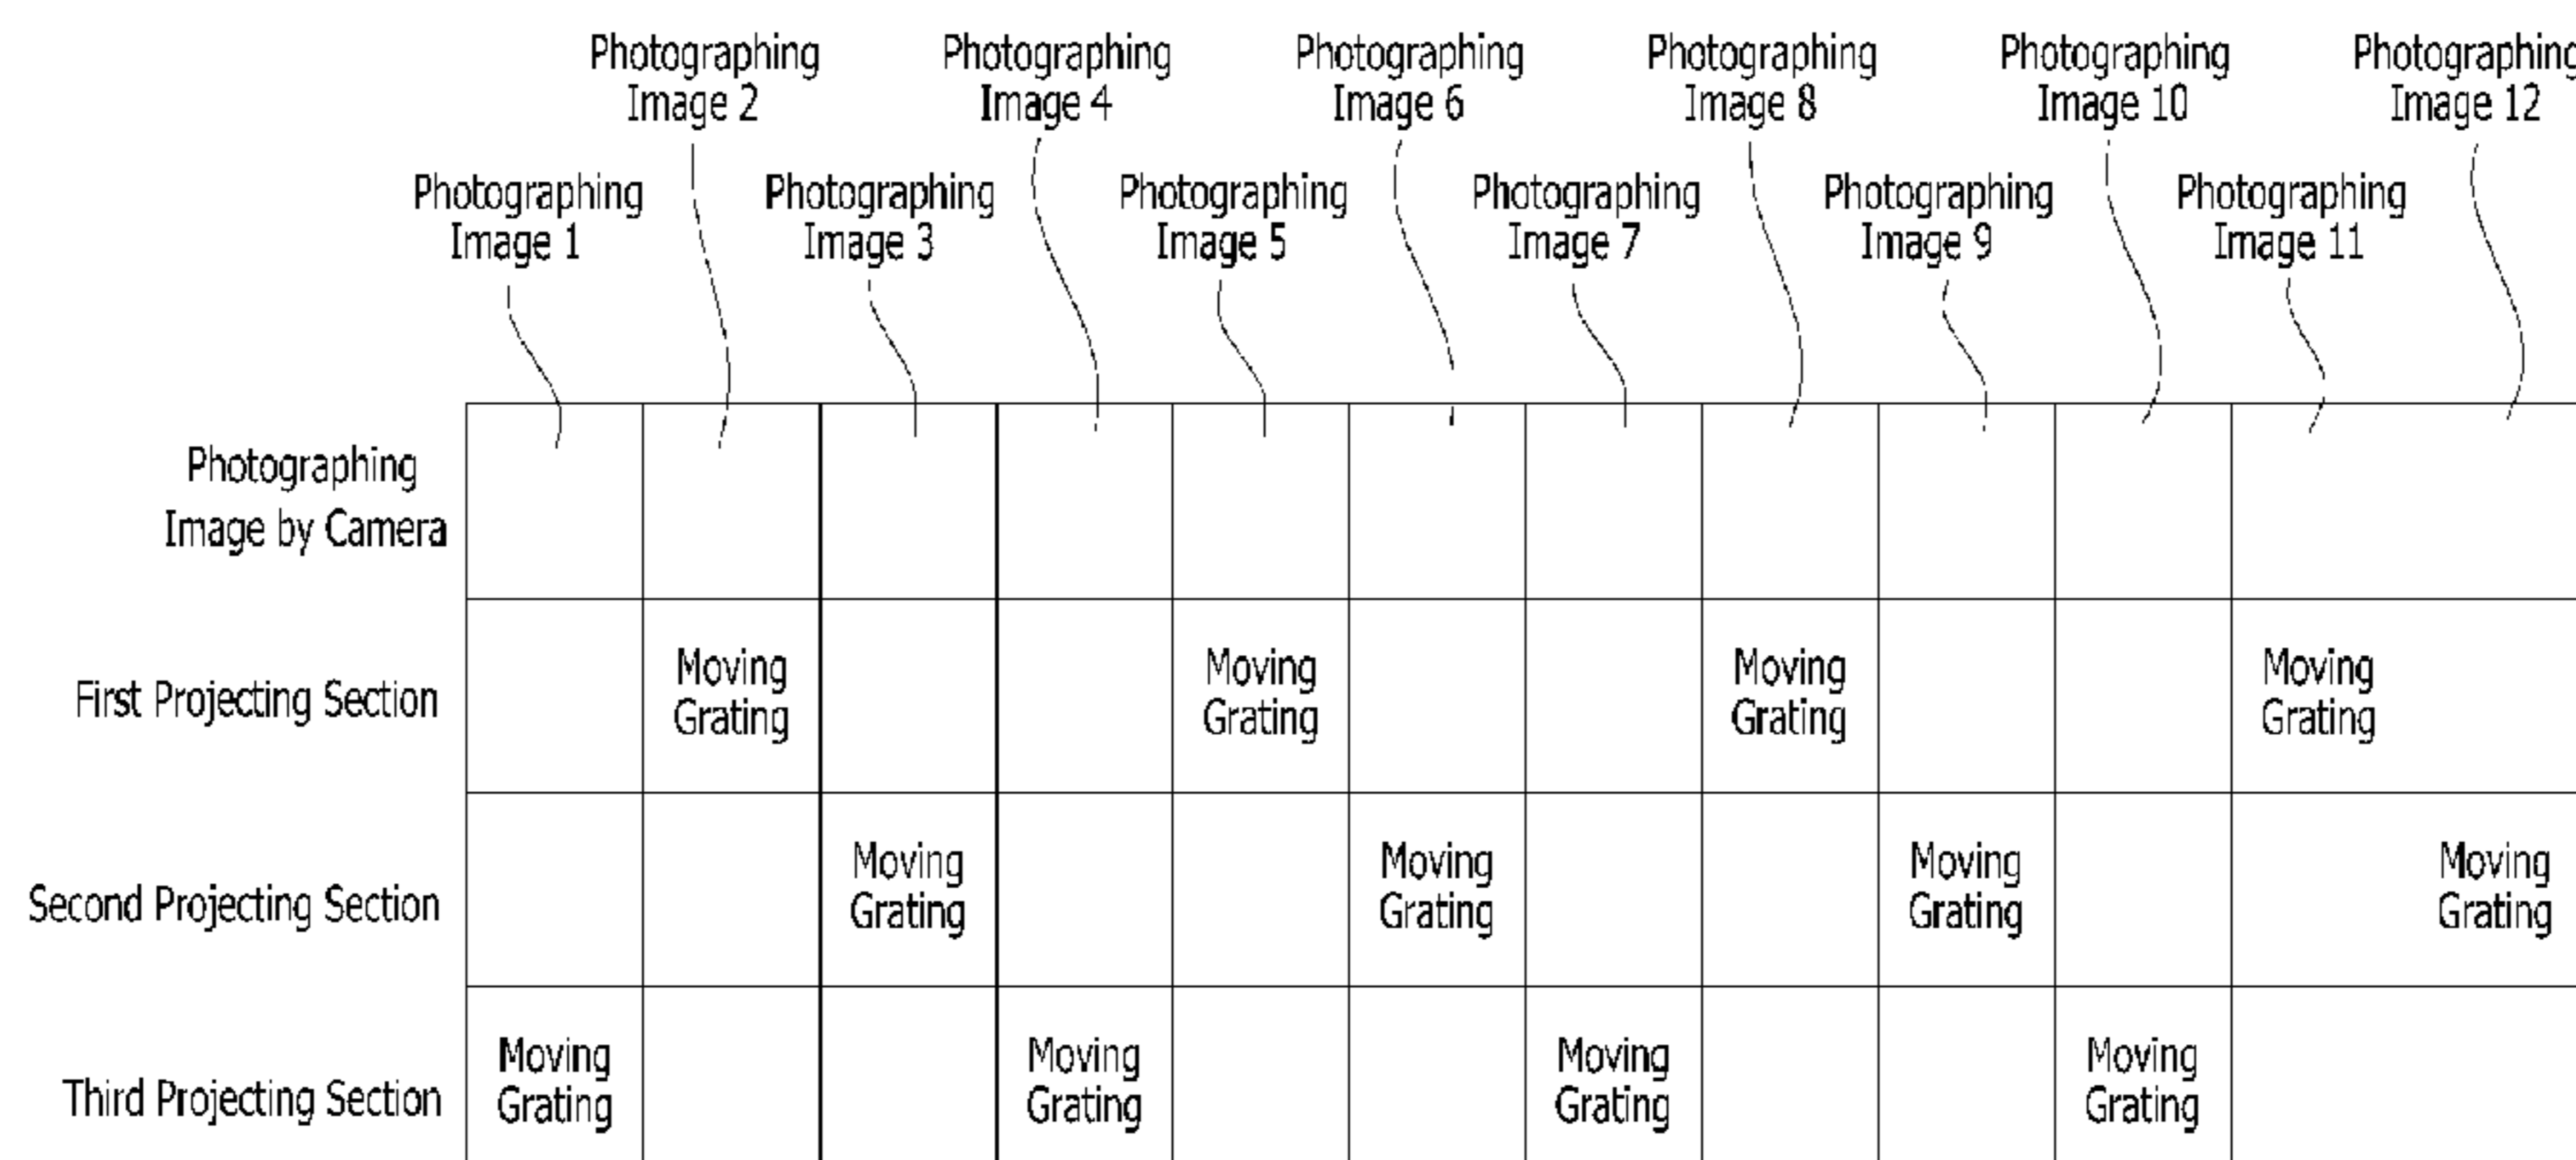 Photographing
Image 2
Photographing
Image 4
Photographing
Image 6
Photographing
Image 8
Photographing
Image 10
Photographing
Image 12
Photographing
Image 1
Photographing
Image 3
Photographing
Image 5
Photographing
Image 7
Photographing
Image 9
Photographing
Image 11
Photographing
Image by Camera
First Projecting Section
Moving
Grating
Moving
Grating
Moving
Grating
Moving
Grating
Second Projecting Section
Moving
Grating
Moving
Grating
Moving
Grating
Moving
Grating
Third Projecting Section
Moving
Grating
Moving
Grating
Moving
Grating
Moving
Grating